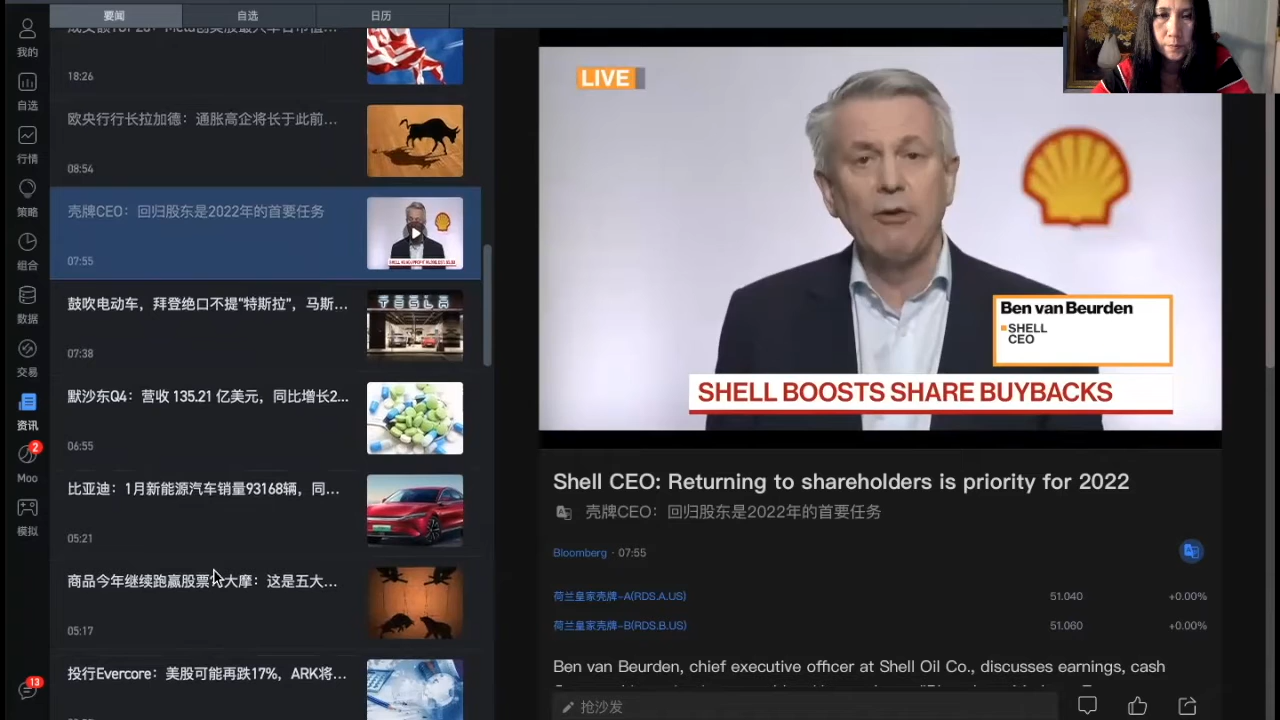 要闻
自选
日历
我的
自选
行情
策略
组合
数据
交易
资讯
2
Moo
模拟
13
18:26
欧央行行长拉加德：通胀高企将长于此前...
08:54
壳牌CEO：回归股东是2022年的首要任务
07:55
鼓吹电动车，拜登绝口不提"特斯拉"，马斯...
TESLA
07:38
默沙东Q4：营收 135.21 亿美元，同比增长2...
06:55
比亚迪：1月新能源汽车销量93168辆，同...
05:21
商品今年继续跑赢股票 大摩：这是五大...
05:17
投行Evercore：美股可能再跌17%，ARK将...
LIVE
Ben van Beurden
SHELL
CEO
SHELL BOOSTS SHARE BUYBACKS
Shell CEO: Returning to shareholders is priority for 2022
壳牌CEO：回归股东是2022年的首要任务
Bloomberg · 07:55
荷兰皇家壳牌-A(RDS.A.US) 51.040 +0.00%
荷兰皇家壳牌-B(RDS.B.US) 51.060 +0.00%
Ben van Beurden, chief executive officer at Shell Oil Co., discusses earnings, cash
抢沙发